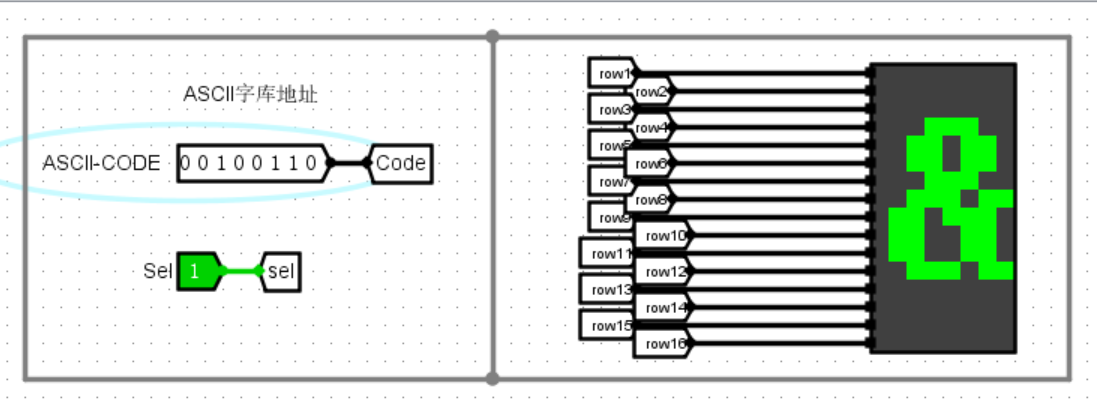 ASCII字库地址
ASCII-CODE 0 0 1 0 0 1 1 0 Code
Sel 1 sel
row1
row2
row3
row4
row5
row6
row7
row8
row9
row10
row11
row12
row13
row14
row15
row16
&